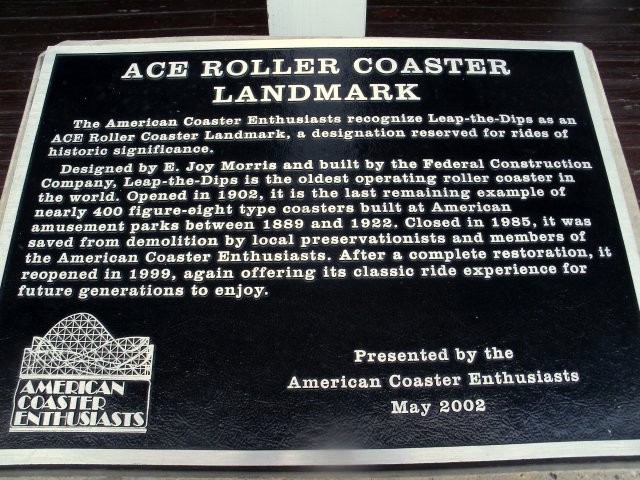 ACE ROLLER COASTER
LANDMARK
The American Coaster Enthusiasts recognize Leap-the-Dips as an
ACE Roller Coaster Landmark, a designation reserved for rides of
historic significance.
Designed by E. Joy Morris and built by the Federal Construction
Company, Leap-the-Dips is the oldest operating roller coaster in
the world. Opened in 1902, it is the last remaining example of
nearly 400 figure-eight type coasters built at American
amusement parks between 1889 and 1922. Closed in 1985, it was
saved from demolition by local preservationists and members of
the American Coaster Enthusiasts. After a complete restoration, it
reopened in 1999, again offering its classic ride experience for
future generations to enjoy.
AMERICAN
COASTER
ENTHUSIASTS
Presented by the
American Coaster Enthusiasts
May 2002